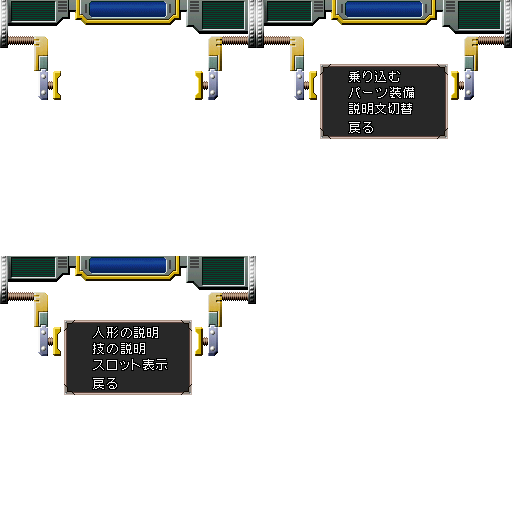 乗り込む
パーツ装備
説明文切替
戻る
人形の説明
技の説明
スロット表示
戻る